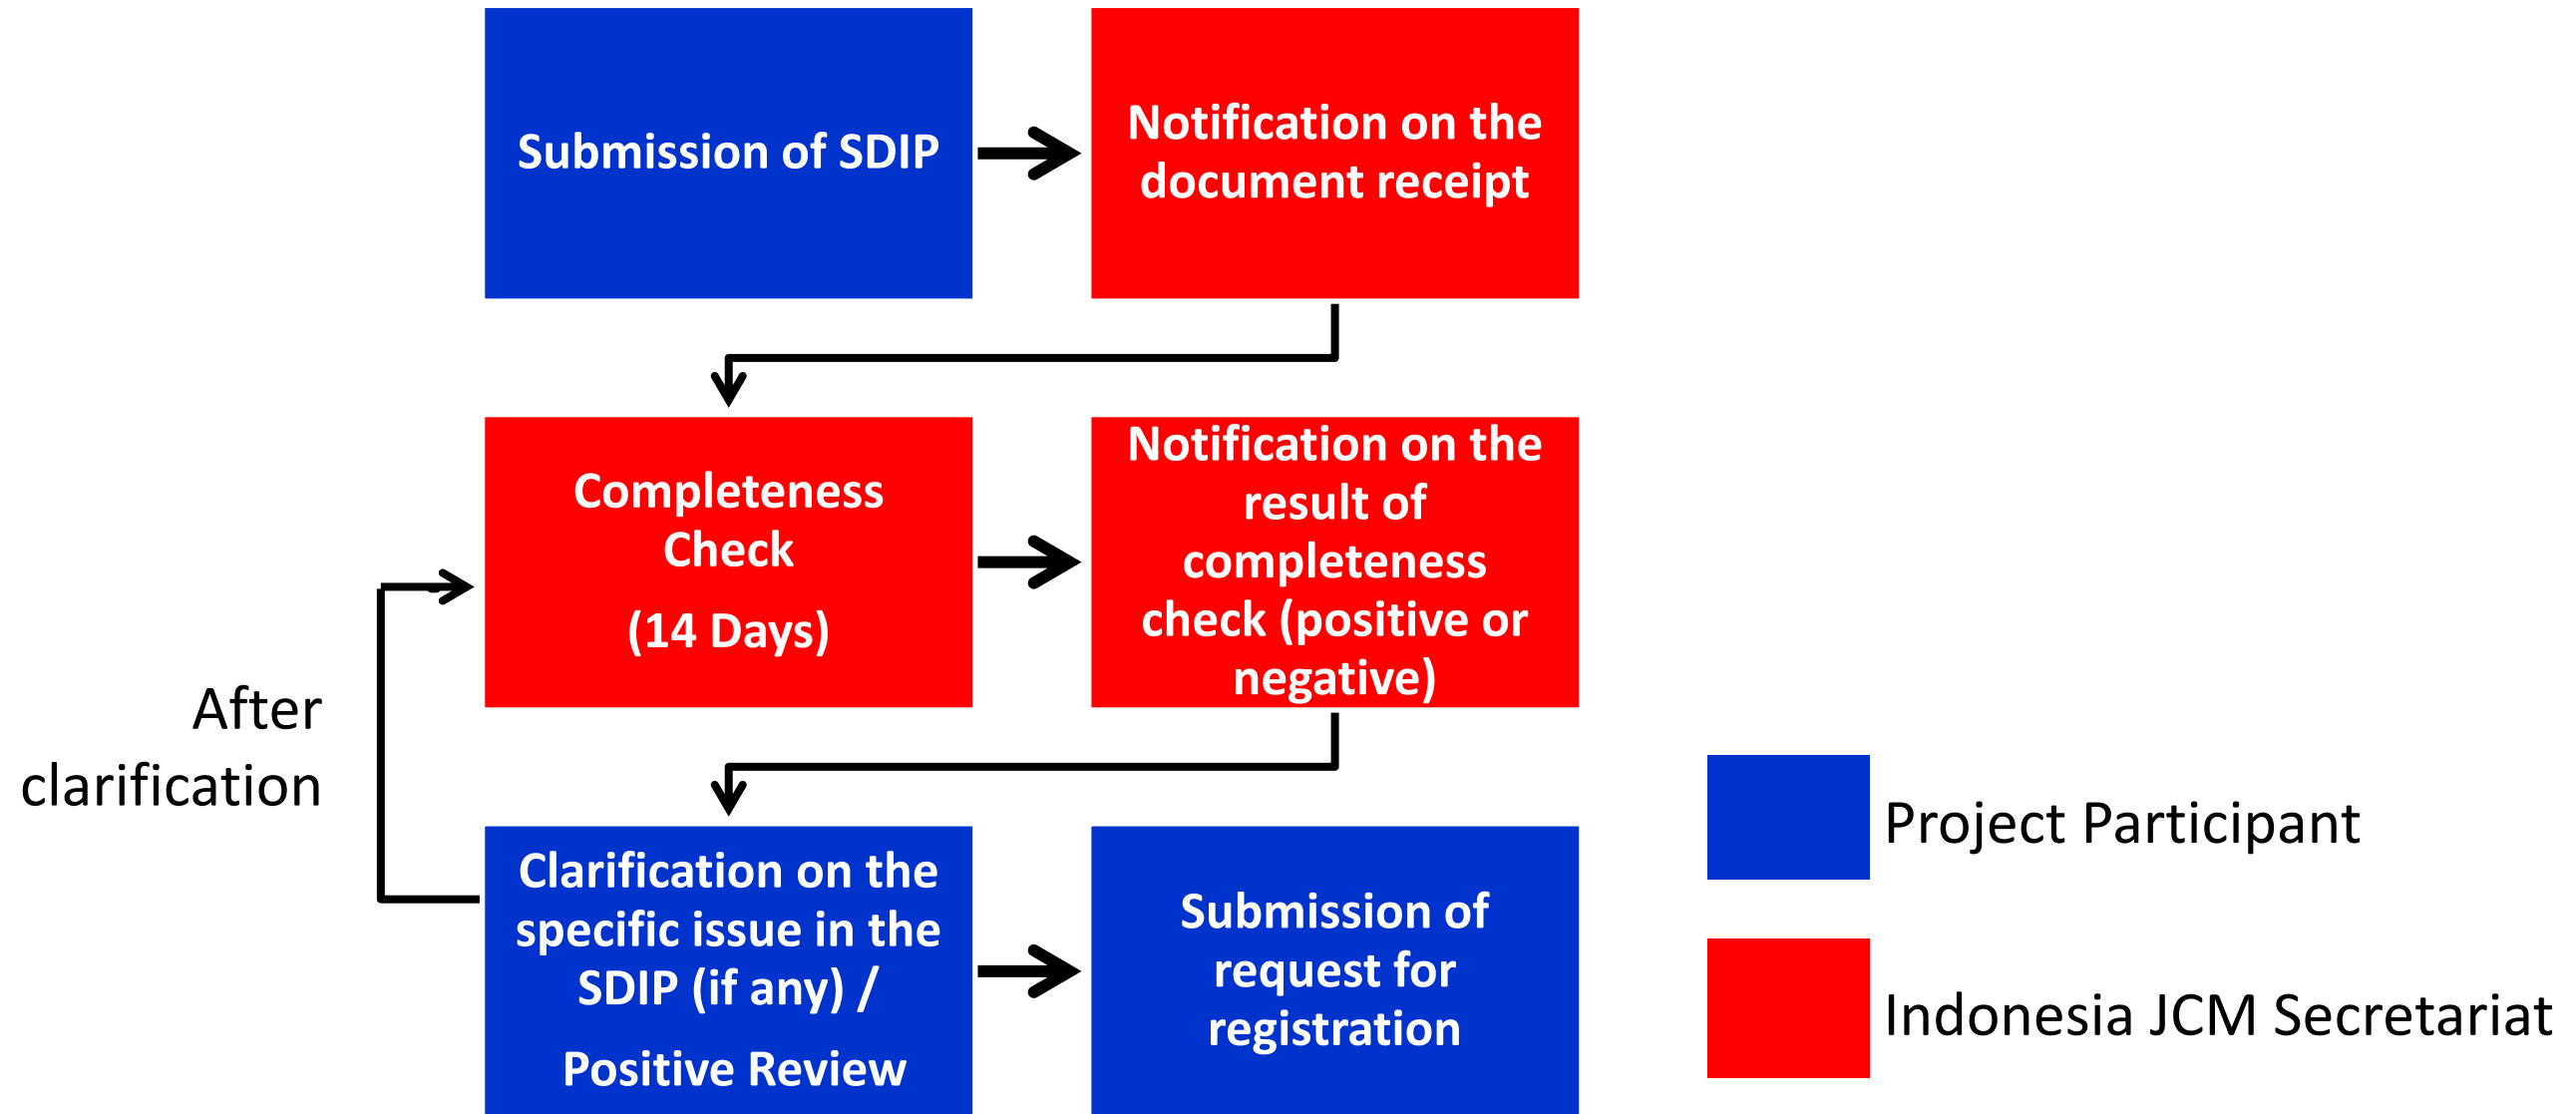 Submission of SDIP
Notification on the
document receipt
Completeness
Check
(14 Days)
Notification on the
result of
completeness
check (positive or
negative)
After
clarification
Clarification on the
specific issue in the
SDIP (if any) /
Positive Review
Submission of
request for
registration
Project Participant
Indonesia JCM Secretariat